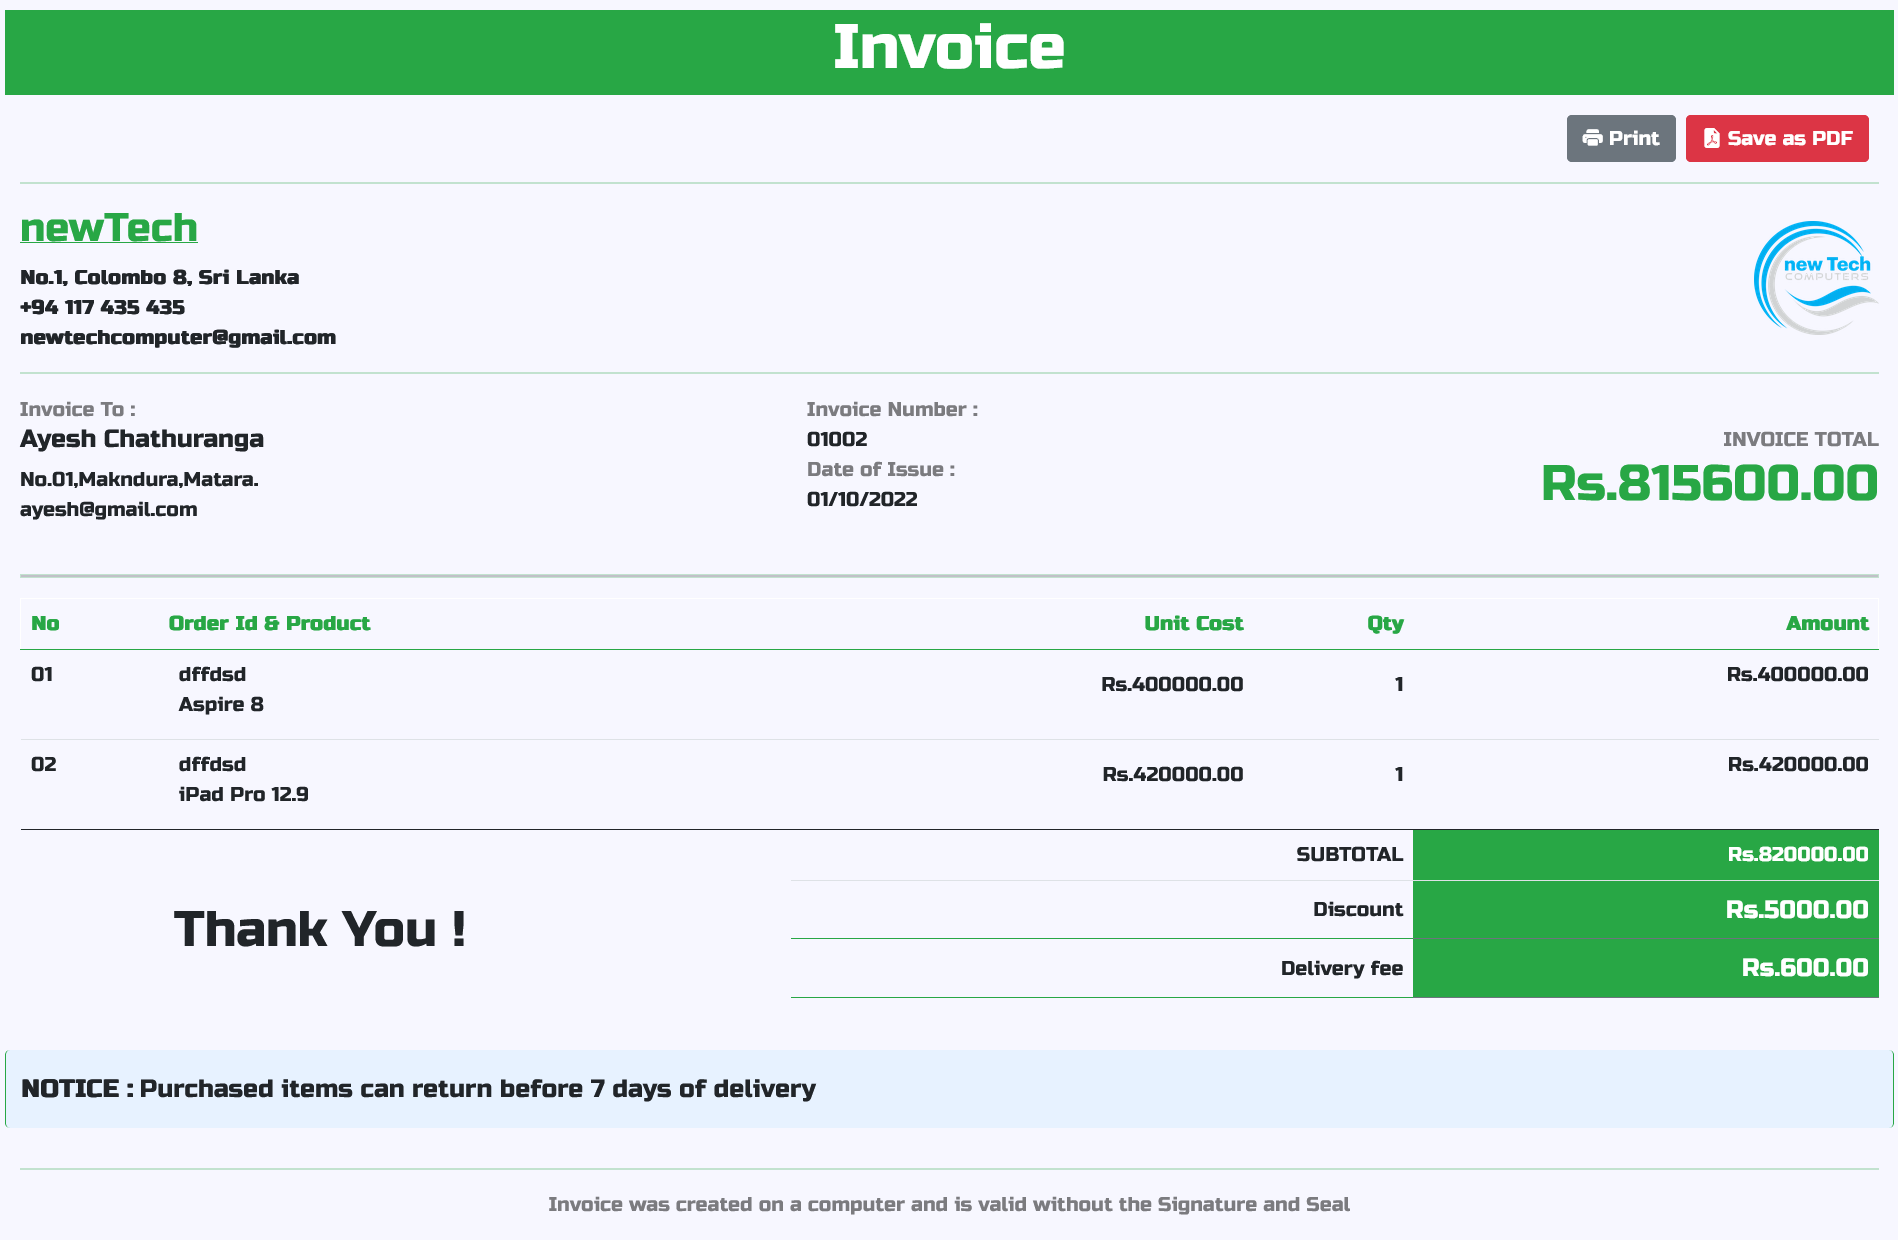 Invoice
Print
Save as PDF
newTech
No.1, Colombo 8, Sri Lanka
+94 117 435 435
newtechcomputer@gmail.com
new Tech
COMPUTERS
Invoice To :
Ayesh Chathuranga
No.01,Makndura,Matara.
ayesh@gmail.com
Invoice Number :
01002
Date of Issue :
01/10/2022
INVOICE TOTAL
Rs.815600.00
No Order Id & Product Unit Cost Qty Amount
01 dffdsd Rs.400000.00 1 Rs.400000.00
Aspire 8
02 dffdsd Rs.420000.00 1 Rs.420000.00
iPad Pro 12.9
SUBTOTAL Rs.820000.00
Discount Rs.5000.00
Thank You !
Delivery fee Rs.600.00
NOTICE : Purchased items can return before 7 days of delivery
Invoice was created on a computer and is valid without the Signature and Seal